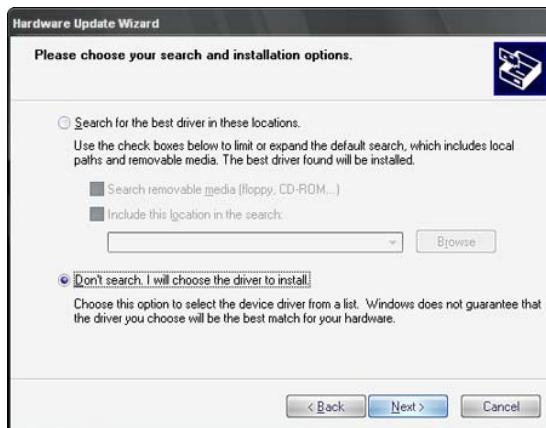 Hardware Update Wizard
Please choose your search and installation options.
Search for the best driver in these locations.
Use the check boxes below to limit or expand the default search, which includes local
paths and removable media. The best driver found will be installed.
Search removable media (floppy, CD-ROM...)
Include this location in the search:
Browse
Don't search. I will choose the driver to install.
Choose this option to select the device driver from a list. Windows does not guarantee that
the driver you choose will be the best match for your hardware.
< Back
Next >
Cancel